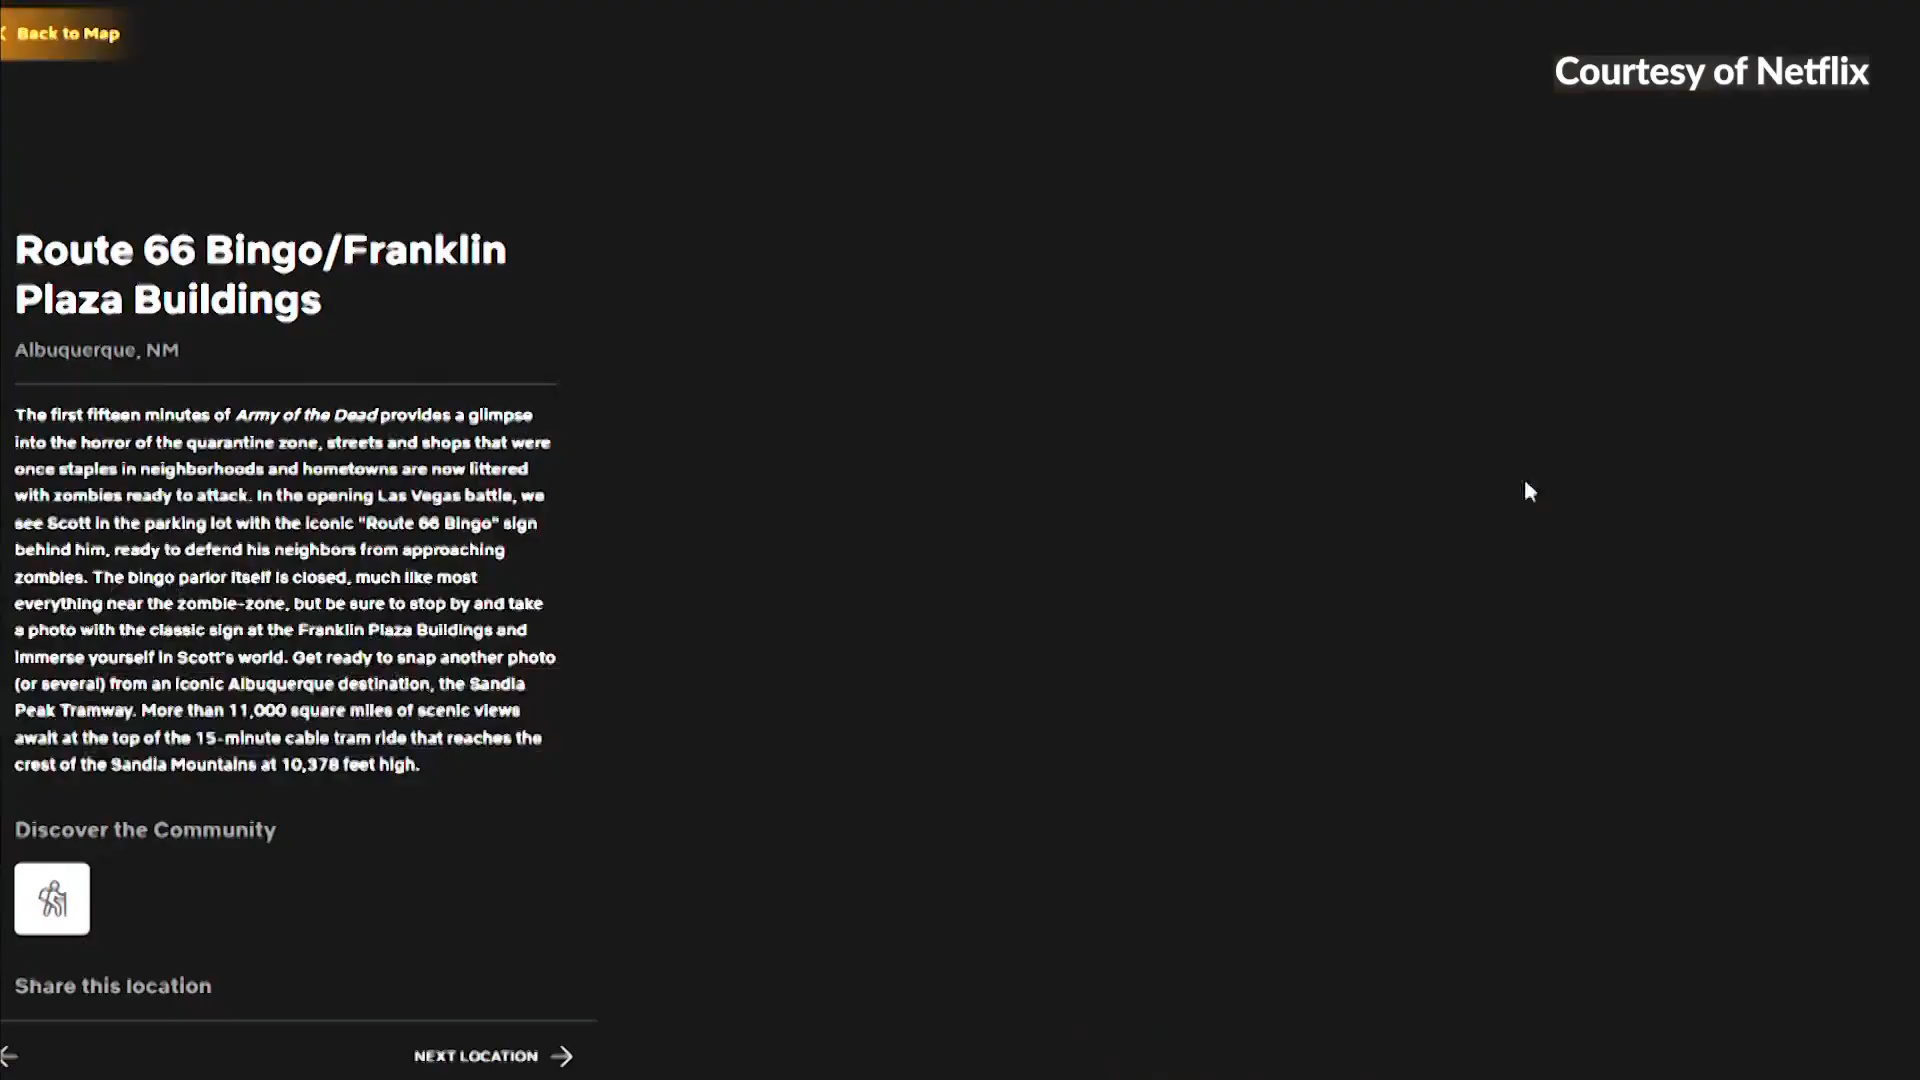 Back to Map
Courtesy of Netflix
Route 66 Bingo/Franklin
Plaza Buildings
Albuquerque, NM
The first fifteen minutes of Army of the Dead provides a glimpse
into the horror of the quarantine zone, streets and shops that were
once staples in neighborhoods and hometowns are now littered
with zombies ready to attack. In the opening Las Vegas battle, we
see Scott in the parking lot with the iconic "Route 66 Bingo" sign
behind him, ready to defend his neighbors from approaching
zombies. The bingo parlor itself is closed, much like most
everything near the zombie-zone, but be sure to stop by and take
a photo with the classic sign at the Franklin Plaza Buildings and
immerse yourself in Scott's world. Get ready to snap another photo
(or several) from an iconic Albuquerque destination, the Sandia
Peak Tramway. More than 11,000 square miles of scenic views
await at the top of the 15-minute cable tram ride that reaches the
crest of the Sandia Mountains at 10,378 feet high.
Discover the Community
Share this location
NEXT LOCATION